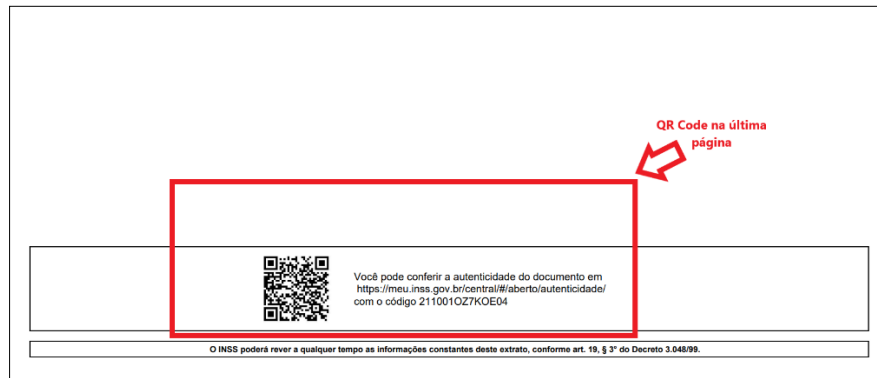 QR Code na última
página
Você pode conferir a autenticidade do documento em
https://meu.inss.gov.br/central/#/aberto/autenticidade/
com o código 211001OZ7KOE04
O INSS poderá rever a qualquer tempo as informações constantes deste extrato, conforme art. 19, § 3° do Decreto 3.048/99.